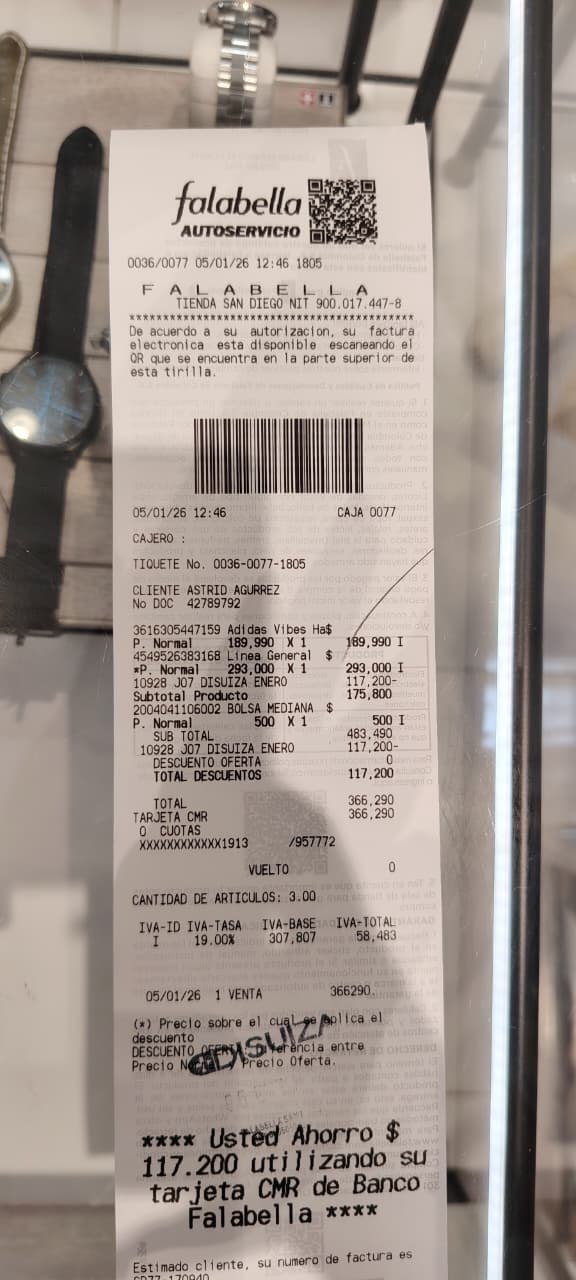 falabella
AUTOSERVICIO
0036/0077 05/01/26 12:46 1805
F A L A B E L L A
TIENDA SAN DIEGO NIT 900.017.447-8
******************************************
De acuerdo a su autorizacion, su factura
electronica esta disponible escaneando el
QR que se encuentra en la parte superior de
esta tirilla.
05/01/26 12:46 CAJA 0077
CAJERO :
TIQUETE No. 0036-0077-1805
CLIENTE ASTRID AGURREZ
No DOC 42789792
3616305447159 Adidas Vibes Ha$
P. Normal 189,990 X 1 189,990 I
4549526383168 Linea General $
*P. Normal 293,000 X 1 293,000 I
10928 J07 DISUIZA ENERO 117,200-
Subtotal Producto 175,800
2004041106002 BOLSA MEDIANA $
P. Normal 500 X 1 500 I
SUB TOTAL 483,490
10928 J07 DISUIZA ENERO 117,200-
DESCUENTO OFERTA 0
TOTAL DESCUENTOS 117,200
TOTAL 366,290
TARJETA CMR 366,290
0 CUOTAS
XXXXXXXXXXXX1913 /957772
VUELTO 0
CANTIDAD DE ARTICULOS: 3.00
IVA-ID IVA-TASA IVA-BASE IVA-TOTAL
I 19.00% 307,807 58,483
05/01/26 1 VENTA 366290.
(*) Precio sobre el cual se aplica el
descuento
DESCUENTO entre
Precio Precio Oferta.
DISUIZA
**** Usted Ahorro $
117.200 utilizando su
tarjeta CMR de Banco
Falabella ****
Estimado cliente, su numero de factura es